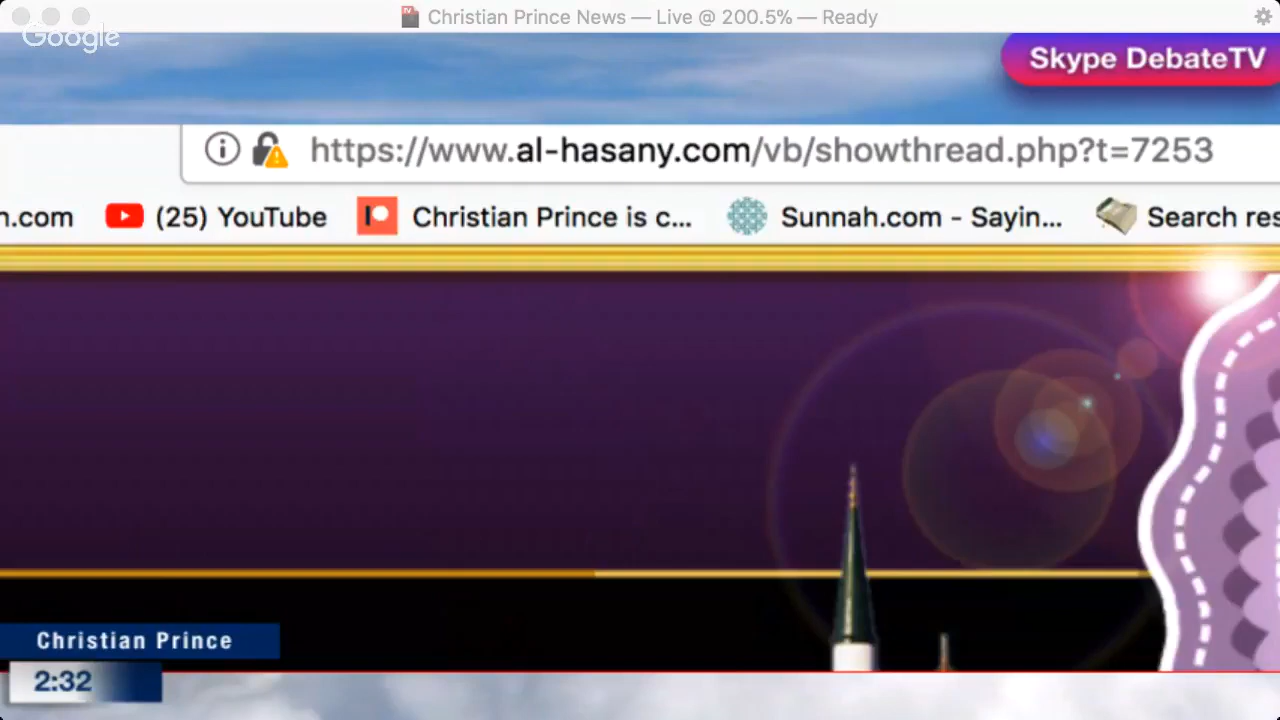 Christian Prince News — Live @ 200.5% — Ready
Google
Skype DebateTV
https://www.al-hasany.com/vb/showthread.php?t=7253
n.com (25) YouTube Christian Prince is c... Sunnah.com - Sayin... Search res
Christian Prince
2:32